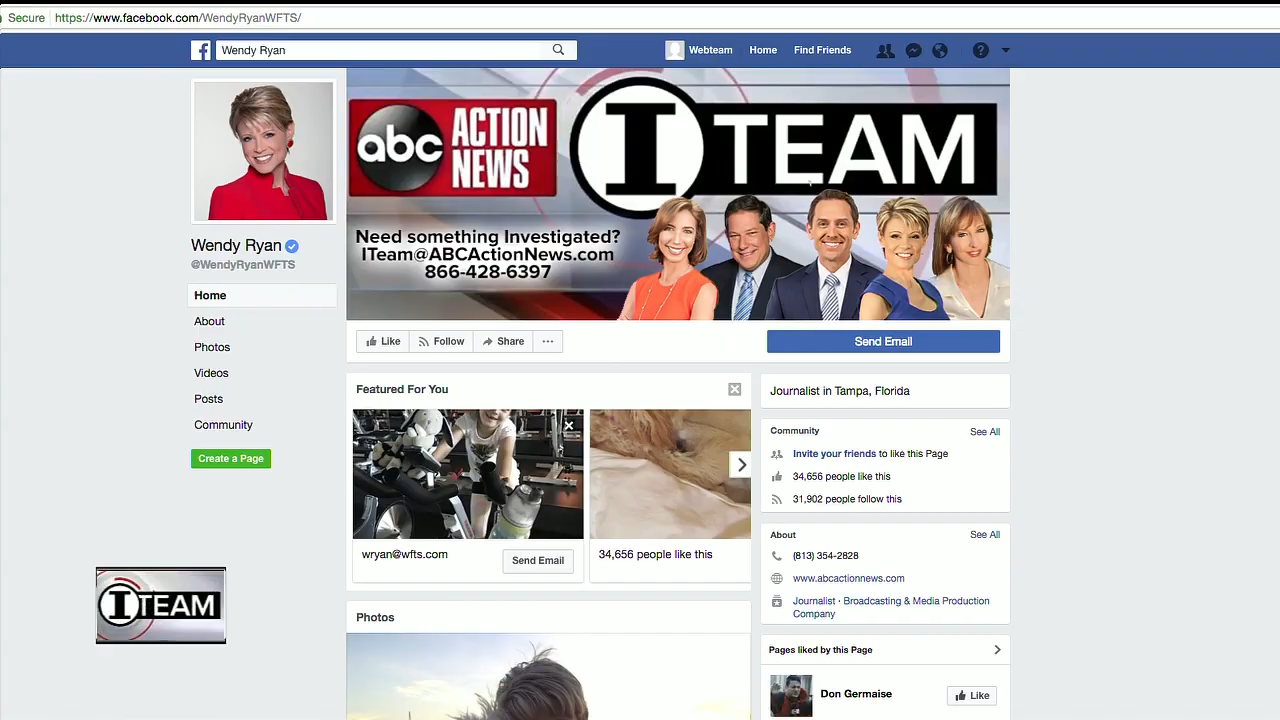 Secure https://www.facebook.com/WendyRyanWFTS/
Wendy Ryan
Webteam Home Find Friends
abc ACTION NEWS
I TEAM
Need something Investigated?
ITeam@ABCActionNews.com
866-428-6397
Wendy Ryan
@WendyRyanWFTS
Home
About
Photos
Videos
Posts
Community
Create a Page
Like Follow Share ...
Send Email
Featured For You
wryan@wfts.com
Send Email
34,656 people like this
Photos
Journalist in Tampa, Florida
Community See All
Invite your friends to like this Page
34,656 people like this
31,902 people follow this
About See All
(813) 354-2828
www.abcactionnews.com
Journalist · Broadcasting & Media Production
Company
Pages liked by this Page
Don Germaise
Like
I TEAM